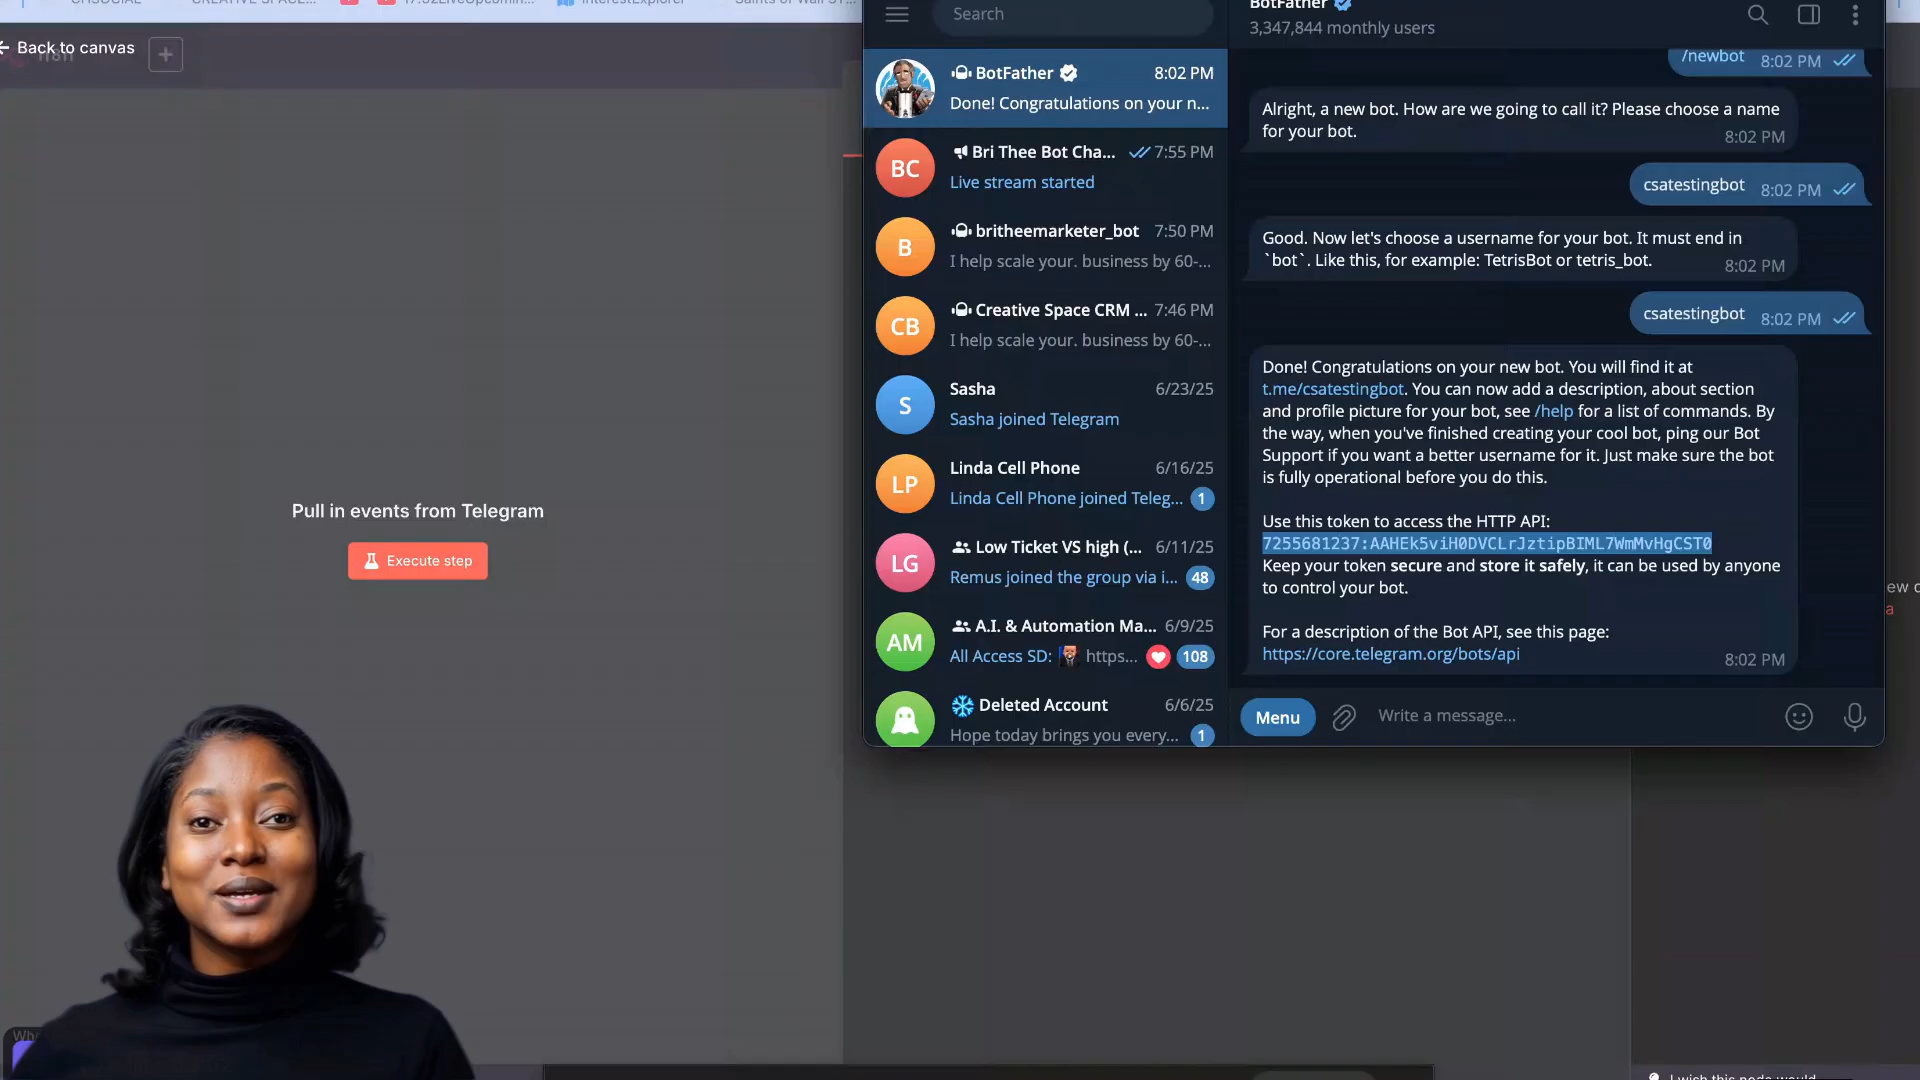 Back to canvas
Pull in events from Telegram
Execute step
Search
BotFather 8:02 PM
Done! Congratulations on your n...
BC
Bri Thee Bot Cha... 7:55 PM
Live stream started
B
britheemarketer_bot 7:50 PM
I help scale your. business by 60-...
CB
Creative Space CRM ... 7:46 PM
I help scale your. business by 60-...
S
Sasha 6/23/25
Sasha joined Telegram
LP
Linda Cell Phone 6/16/25
Linda Cell Phone joined Teleg... 1
LG
Low Ticket VS high (... 6/11/25
Remus joined the group via i... 48
AM
A.I. & Automation Ma... 6/9/25
All Access SD: https... 108
Deleted Account 6/6/25
Hope today brings you every... 1
BotFather
3,347,844 monthly users
/newbot 8:02 PM
Alright, a new bot. How are we going to call it? Please choose a name
for your bot.
8:02 PM
csatestingbot 8:02 PM
Good. Now let's choose a username for your bot. It must end in
`bot`. Like this, for example: TetrisBot or tetris_bot.
8:02 PM
csatestingbot 8:02 PM
Done! Congratulations on your new bot. You will find it at
t.me/csatestingbot. You can now add a description, about section
and profile picture for your bot, see /help for a list of commands. By
the way, when you've finished creating your cool bot, ping our Bot
Support if you want a better username for it. Just make sure the bot
is fully operational before you do this.
Use this token to access the HTTP API:
7255681237:AAHEk5viH0DVCLrJztipBIML7WmMvHgCST0
Keep your token secure and store it safely, it can be used by anyone
to control your bot.
For a description of the Bot API, see this page:
https://core.telegram.org/bots/api
8:02 PM
Menu
Write a message...